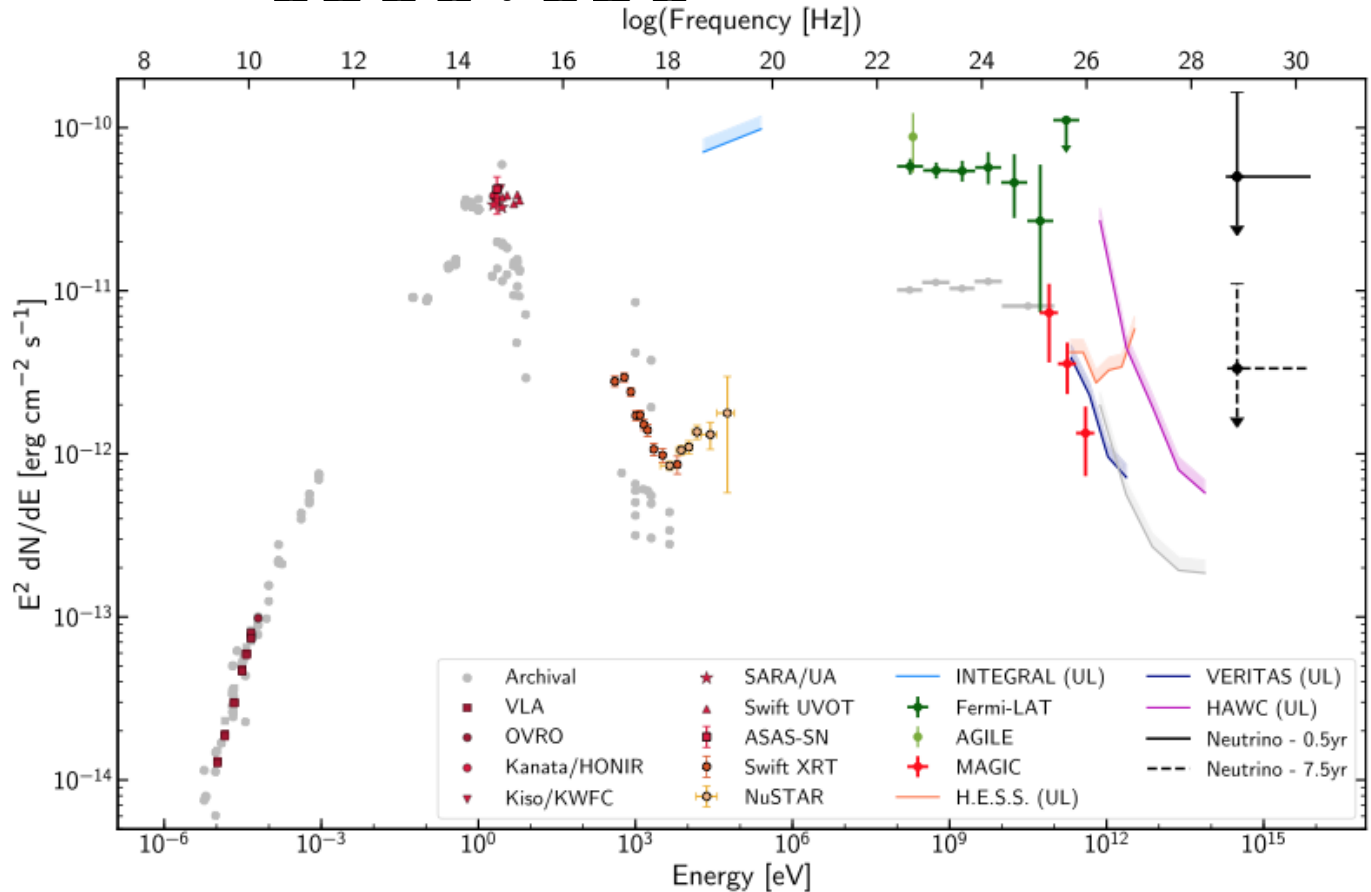 log(Frequency [Hz])
8 10 12 14 16 18 20 22 24 26 28 30
E² dN/dE [erg cm⁻² s⁻¹]
10⁻¹⁰
10⁻¹¹
10⁻¹²
10⁻¹³
10⁻¹⁴
Archival
VLA
OVRO
Kanata/HONIR
Kiso/KWFC
SARA/UA
Swift UVOT
ASAS-SN
Swift XRT
NuSTAR
INTEGRAL (UL)
Fermi-LAT
AGILE
MAGIC
H.E.S.S. (UL)
VERITAS (UL)
HAWC (UL)
Neutrino - 0.5yr
Neutrino - 7.5yr
10⁻⁶ 10⁻³ 10⁰ 10³ 10⁶ 10⁹ 10¹² 10¹⁵
Energy [eV]